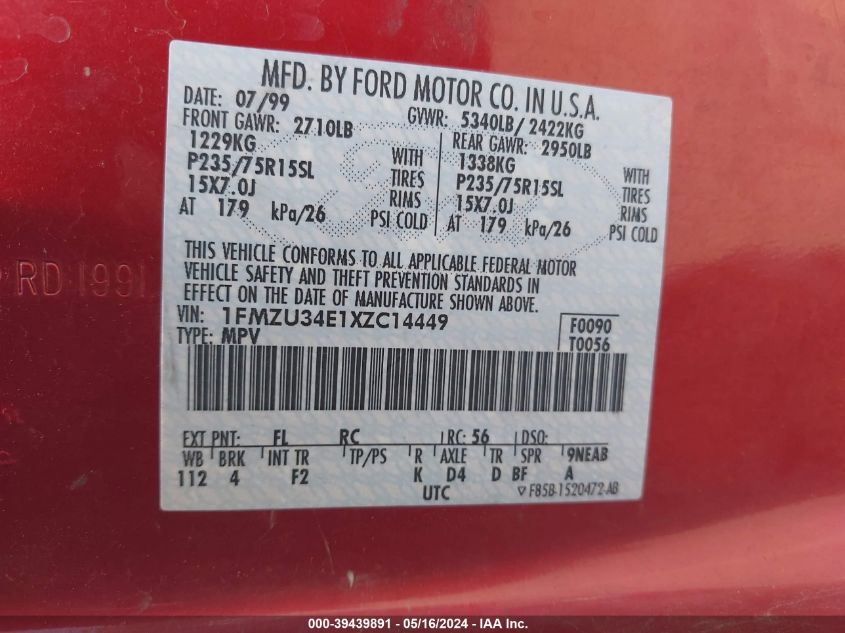 MFD. BY FORD MOTOR CO. IN U.S.A.
DATE: 07/99 GVWR: 5340LB/2422KG
FRONT GAWR: 2710LB REAR GAWR: 2950LB
1229KG WITH 1338KG WITH
P235/75R15SL TIRES P235/75R15SL TIRES
15X7.0J RIMS 15X7.0J RIMS
AT 179 kPa/26 PSI COLD AT 179 kPa/26 PSI COLD
THIS VEHICLE CONFORMS TO ALL APPLICABLE FEDERAL MOTOR
VEHICLE SAFETY AND THEFT PREVENTION STANDARDS IN
EFFECT ON THE DATE OF MANUFACTURE SHOWN ABOVE.
VIN: 1FMZU34E1XZC14449 F0090
TYPE: MPV T0056
EXT PNT: FL RC RC: 56 DSO:
WB BRK INT TR TP/PS R AXLE TR SPR 9NEAB
112 4 F2 K D4 D BF A
UTC F85B-1520472-AB
RD 1991
000-39439891 - 05/16/2024 - IAA Inc.